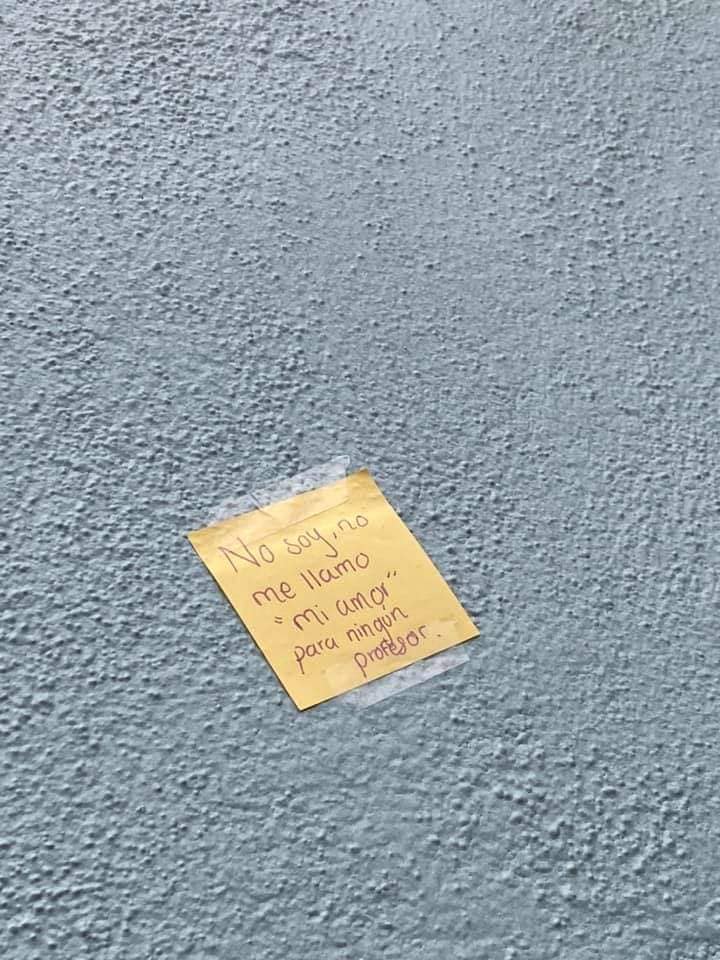 No soy, no
me llamo
"mi amor"
para ningún
profesor.